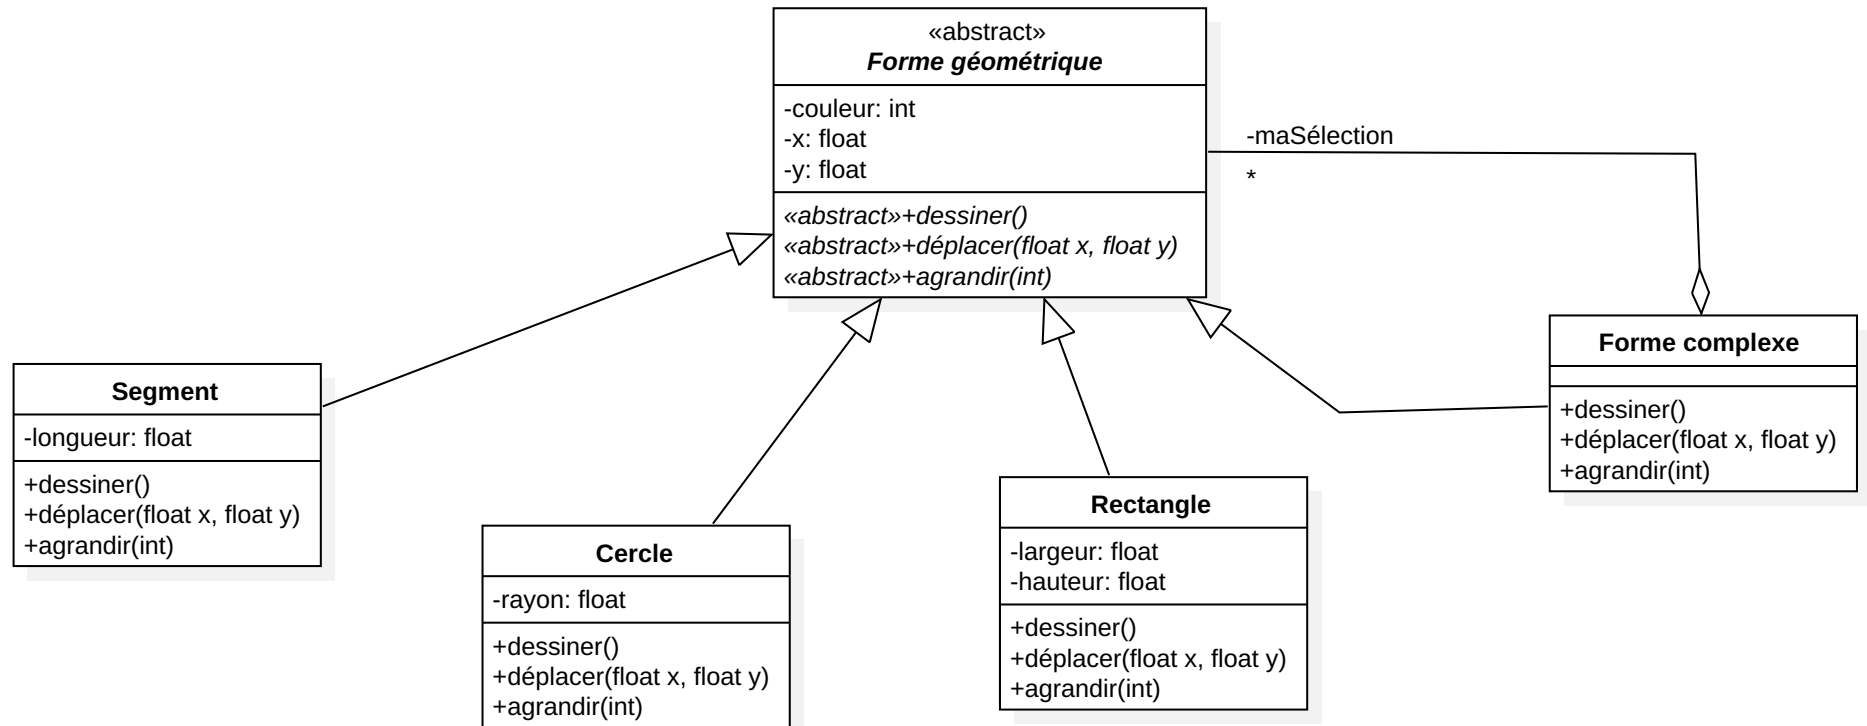 «abstract»
Forme géométrique
-couleur: int
-x: float
-y: float
«abstract»+dessiner()
«abstract»+déplacer(float x, float y)
«abstract»+agrandir(int)
-maSélection
*
Segment
-longueur: float
+dessiner()
+déplacer(float x, float y)
+agrandir(int)
Cercle
-rayon: float
+dessiner()
+déplacer(float x, float y)
+agrandir(int)
Rectangle
-largeur: float
-hauteur: float
+dessiner()
+déplacer(float x, float y)
+agrandir(int)
Forme complexe
+dessiner()
+déplacer(float x, float y)
+agrandir(int)